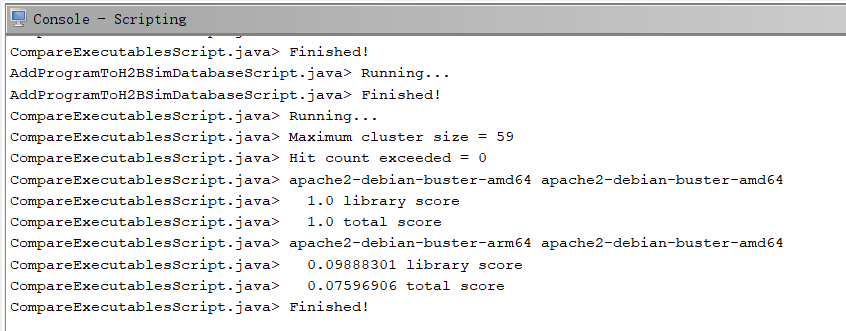 Console - Scripting
CompareExecutablesScript.java> Finished!
AddProgramToH2BSimDatabaseScript.java> Running...
AddProgramToH2BSimDatabaseScript.java> Finished!
CompareExecutablesScript.java> Running...
CompareExecutablesScript.java> Maximum cluster size = 59
CompareExecutablesScript.java> Hit count exceeded = 0
CompareExecutablesScript.java> apache2-debian-buster-amd64 apache2-debian-buster-amd64
CompareExecutablesScript.java>   1.0 library score
CompareExecutablesScript.java>   1.0 total score
CompareExecutablesScript.java> apache2-debian-buster-arm64 apache2-debian-buster-amd64
CompareExecutablesScript.java>   0.09888301 library score
CompareExecutablesScript.java>   0.07596906 total score
CompareExecutablesScript.java> Finished!